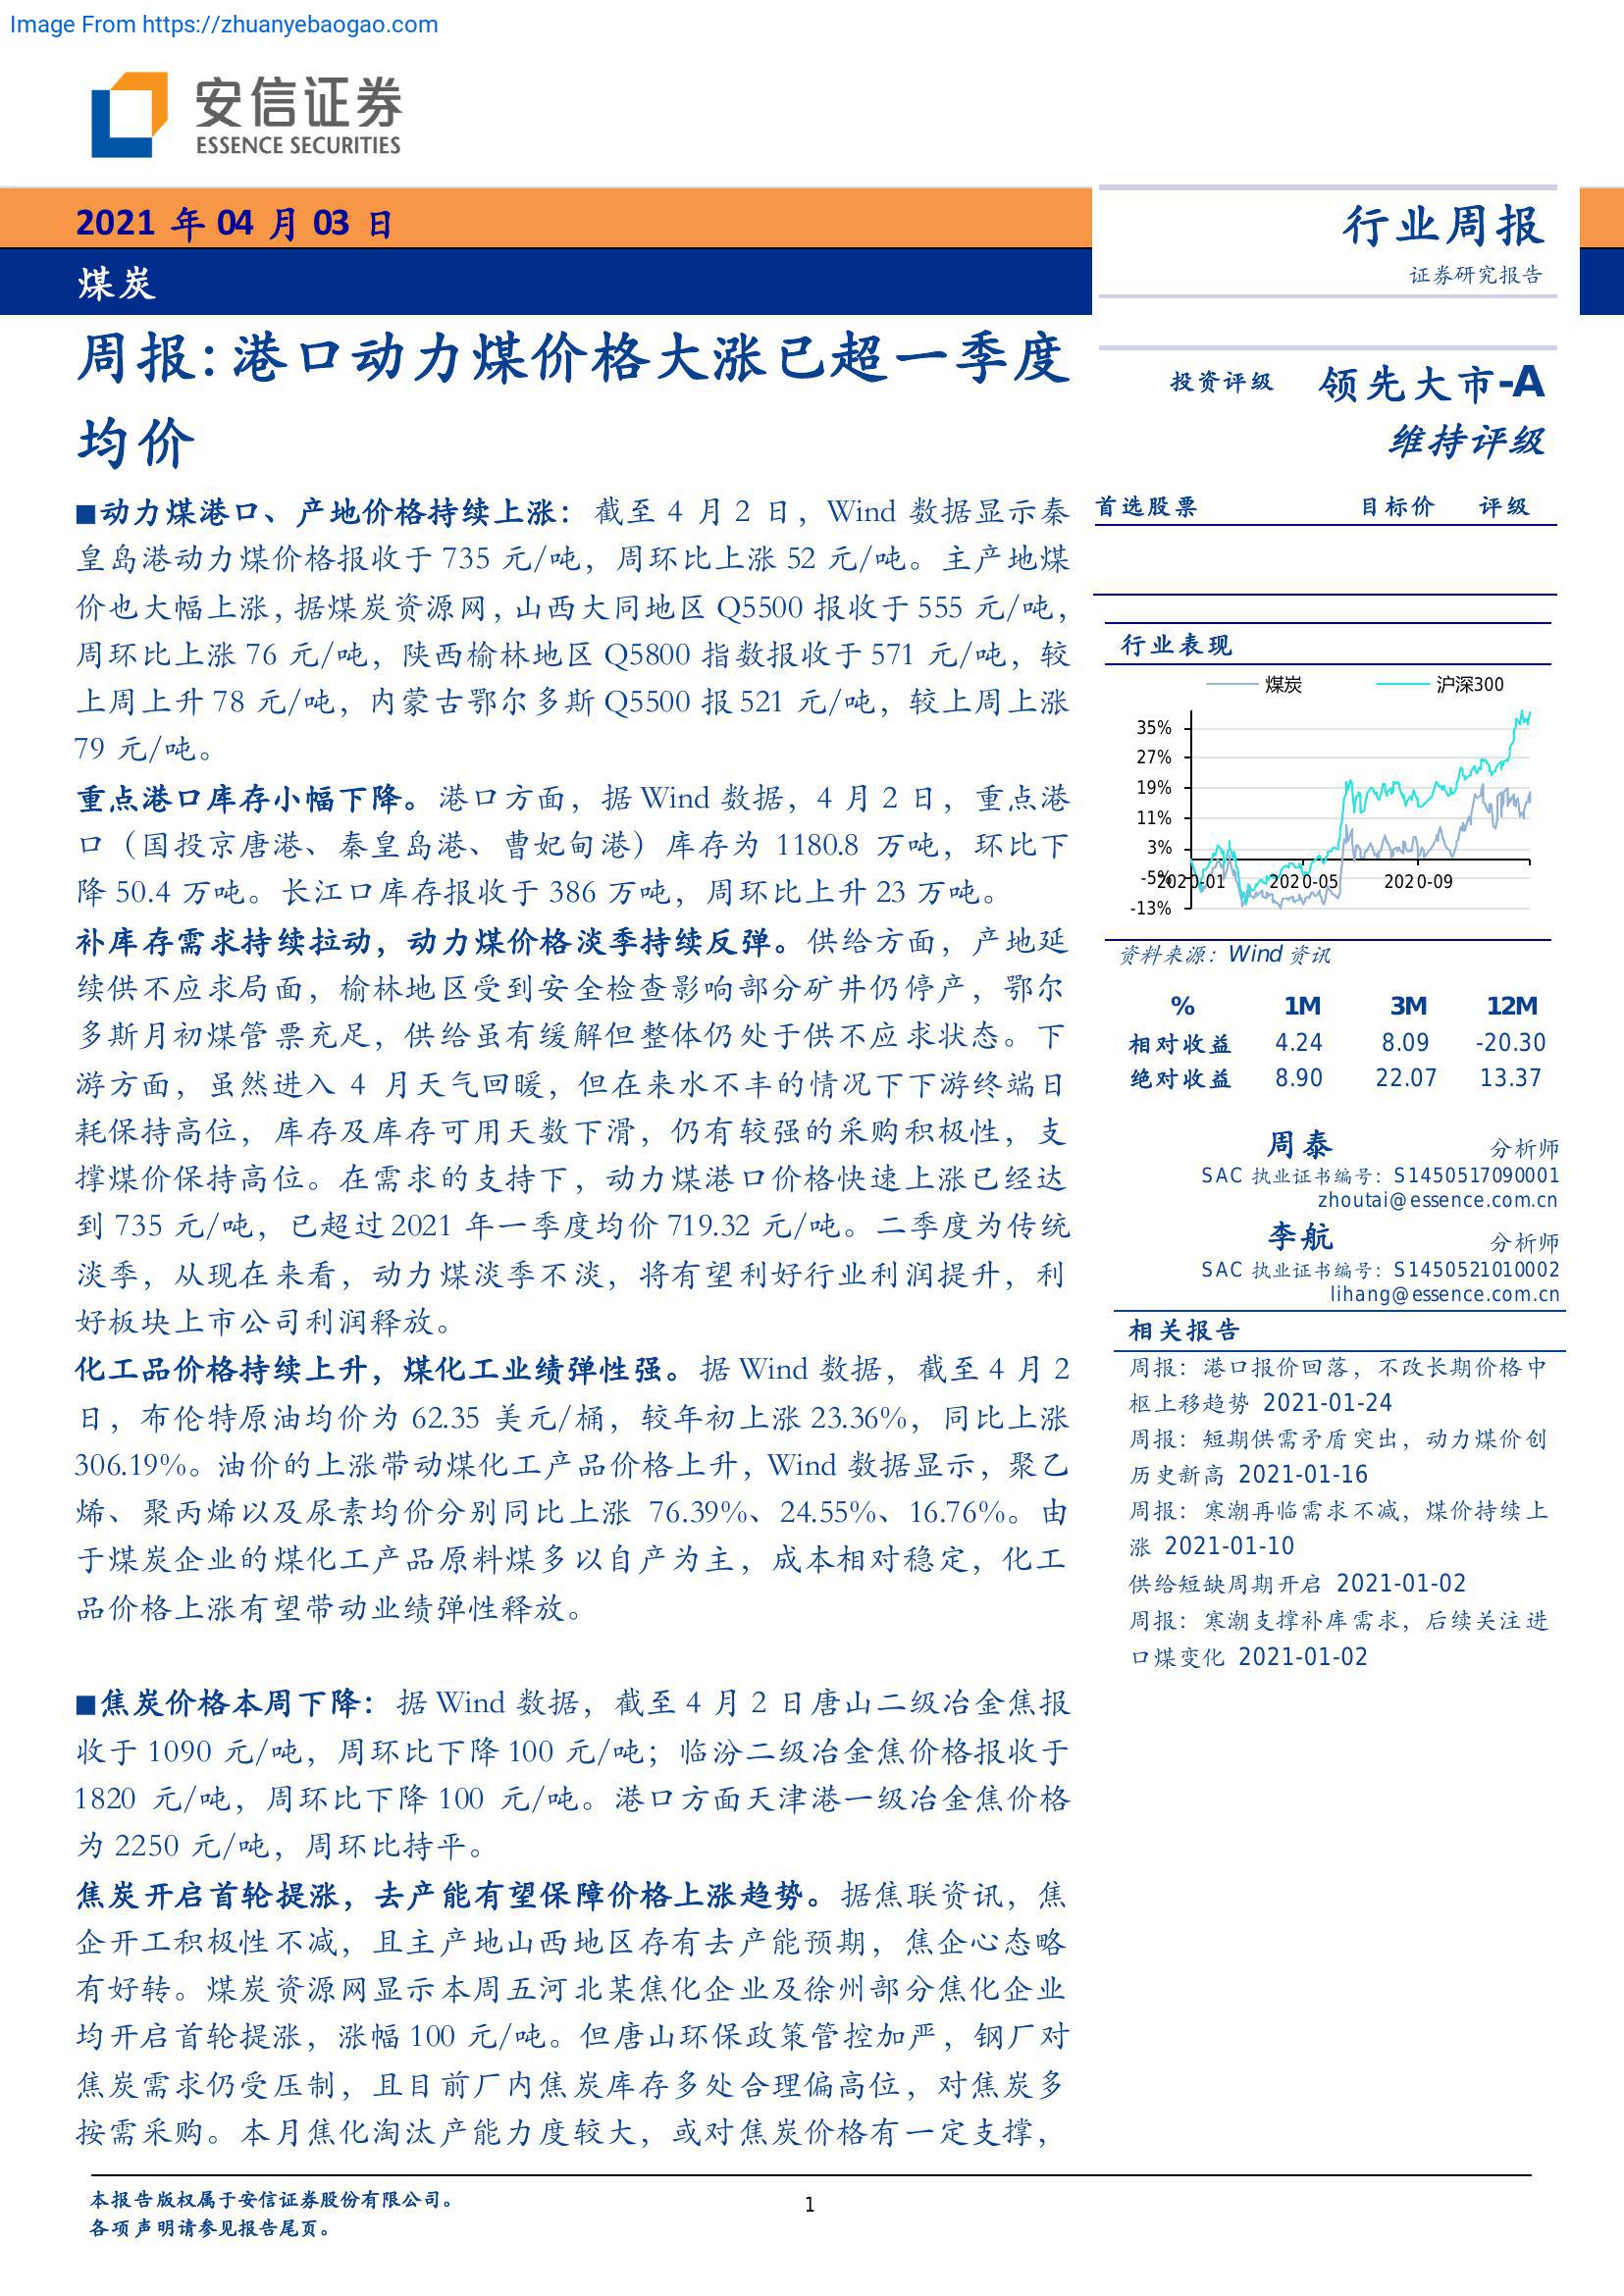 Image From https://zhuanyebaogao.com
安信证券
ESSENCE SECURITIES
2021 年 04 月 03 日
煤炭
周报：港口动力煤价格大涨已超一季度
均价
■动力煤港口、产地价格持续上涨：截至 4 月 2 日，Wind 数据显示秦
皇岛港动力煤价格报收于 735 元/吨，周环比上涨 52 元/吨。主产地煤
价也大幅上涨，据煤炭资源网，山西大同地区 Q5500 报收于 555 元/吨，
周环比上涨 76 元/吨，陕西榆林地区 Q5800 指数报收于 571 元/吨，较
上周上升 78 元/吨，内蒙古鄂尔多斯 Q5500 报 521 元/吨，较上周上涨
79 元/吨。
重点港口库存小幅下降。港口方面，据 Wind 数据，4 月 2 日，重点港
口（国投京唐港、秦皇岛港、曹妃甸港）库存为 1180.8 万吨，环比下
降 50.4 万吨。长江口库存报收于 386 万吨，周环比上升 23 万吨。
补库存需求持续拉动，动力煤价格淡季持续反弹。供给方面，产地延
续供不应求局面，榆林地区受到安全检查影响部分矿井仍停产，鄂尔
多斯月初煤管票充足，供给虽有缓解但整体仍处于供不应求状态。下
游方面，虽然进入 4 月天气回暖，但在来水不丰的情况下下游终端日
耗保持高位，库存及库存可用天数下滑，仍有较强的采购积极性，支
撑煤价保持高位。在需求的支持下，动力煤港口价格快速上涨已经达
到 735 元/吨，已超过 2021 年一季度均价 719.32 元/吨。二季度为传统
淡季，从现在来看，动力煤淡季不淡，将有望利好行业利润提升，利
好板块上市公司利润释放。
化工品价格持续上升，煤化工业绩弹性强。据 Wind 数据，截至 4 月 2
日，布伦特原油均价为 62.35 美元/桶，较年初上涨 23.36%，同比上涨
306.19%。油价的上涨带动煤化工产品价格上升，Wind 数据显示，聚乙
烯、聚丙烯以及尿素均价分别同比上涨 76.39%、24.55%、16.76%。由
于煤炭企业的煤化工产品原料煤多以自产为主，成本相对稳定，化工
品价格上涨有望带动业绩弹性释放。
■焦炭价格本周下降：据 Wind 数据，截至 4 月 2 日唐山二级冶金焦报
收于 1090 元/吨，周环比下降 100 元/吨；临汾二级冶金焦价格报收于
1820 元/吨，周环比下降 100 元/吨。港口方面天津港一级冶金焦价格
为 2250 元/吨，周环比持平。
焦炭开启首轮提涨，去产能有望保障价格上涨趋势。据焦联资讯，焦
企开工积极性不减，且主产地山西地区存有去产能预期，焦企心态略
有好转。煤炭资源网显示本周五河北某焦化企业及徐州部分焦化企业
均开启首轮提涨，涨幅 100 元/吨。但唐山环保政策管控加严，钢厂对
焦炭需求仍受压制，且目前厂内焦炭库存多处合理偏高位，对焦炭多
按需采购。本月焦化淘汰产能力度较大，或对焦炭价格有一定支撑，
行业周报
证券研究报告
投资评级 领先大市-A
维持评级
首选股票 目标价 评级
行业表现
煤炭 沪深300
35%
27%
19%
11%
3%
-5%
-13%
2020-01 2020-05 2020-09
资料来源：Wind 资讯
% 1M 3M 12M
相对收益 4.24 8.09 -20.30
绝对收益 8.90 22.07 13.37
周泰 分析师
SAC 执业证书编号：S1450517090001
zhoutai@essence.com.cn
李航 分析师
SAC 执业证书编号：S1450521010002
lihang@essence.com.cn
相关报告
周报：港口报价回落，不改长期价格中
枢上移趋势 2021-01-24
周报：短期供需矛盾突出，动力煤价创
历史新高 2021-01-16
周报：寒潮再临需求不减，煤价持续上
涨 2021-01-10
供给短缺周期开启 2021-01-02
周报：寒潮支撑补库需求，后续关注进
口煤变化 2021-01-02
本报告版权属于安信证券股份有限公司。
各项声明请参见报告尾页。
1